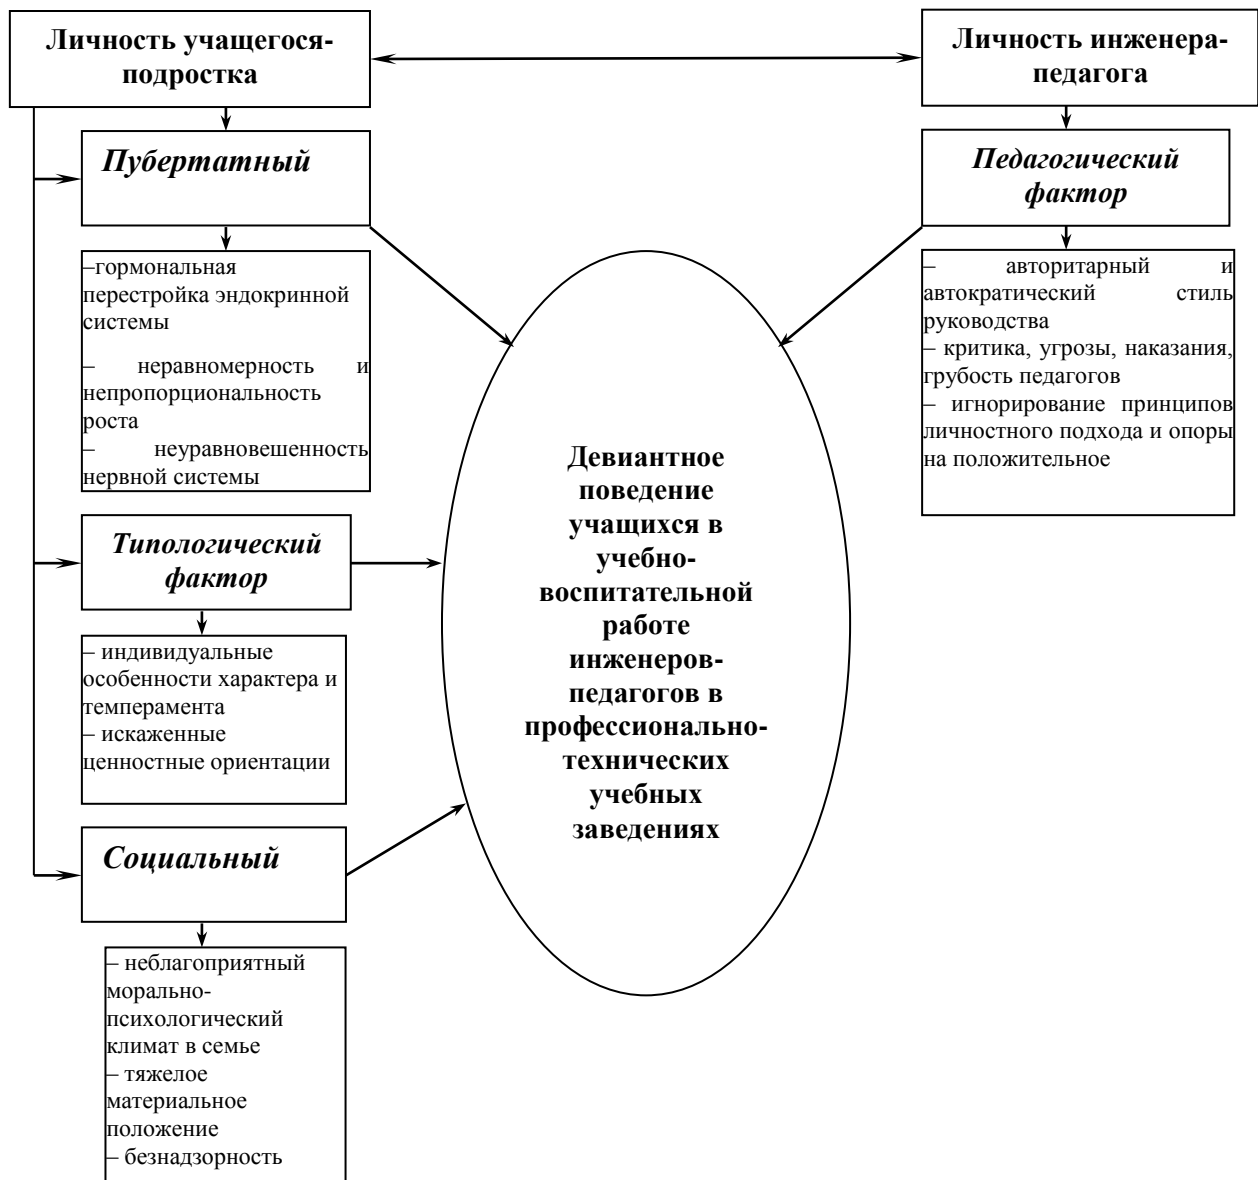 Личность учащегося-
подростка
Личность инженера-
педагога
Пубертатный
Педагогический
фактор
–гормональная
перестройка эндокринной
системы
– неравномерность и
непропорциональность
роста
– неуравновешенность
нервной системы
– авторитарный и
автократический стиль
руководства
– критика, угрозы, наказания,
грубость педагогов
– игнорирование принципов
личностного подхода и опоры
на положительное
Девиантное
поведение
учащихся в
учебно-
воспитательной
работе
инженеров-
педагогов в
профессионально-
технических
учебных
заведениях
Типологический
фактор
– индивидуальные
особенности характера и
темперамента
– искаженные
ценностные ориентации
Социальный
– неблагоприятный
морально-
психологический
климат в семье
– тяжелое
материальное
положение
– безнадзорность